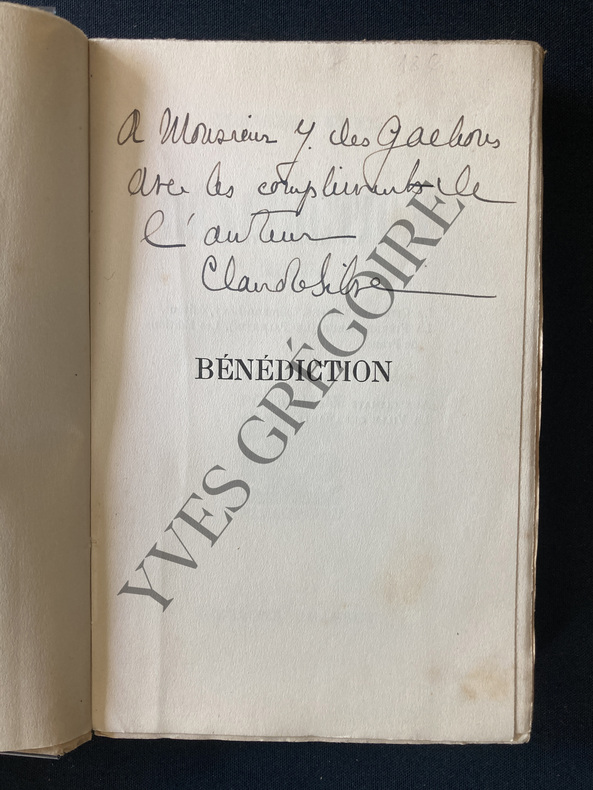 A Monsieur Y. des Gachons
avec les compliments de
l'auteur
Claude Silve
BÉNÉDICTION
YVES GRÉGOIRE